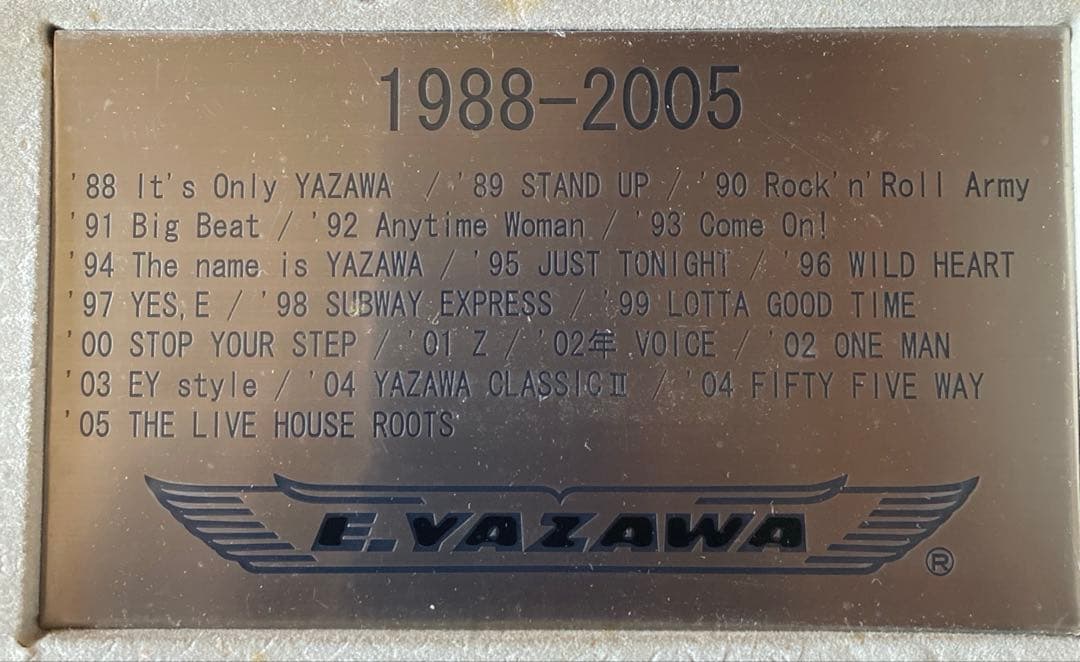 1988-2005
'88 It's Only YAZAWA / '89 STAND UP / '90 Rock'n'Roll Army
'91 Big Beat / '92 Anytime Woman / '93 Come On!
'94 The name is YAZAWA / '95 JUST TONIGHT / '96 WILD HEART
'97 YES,E / '98 SUBWAY EXPRESS / '99 LOTTA GOOD TIME
'00 STOP YOUR STEP / '01 Z / '02年 VOICE / '02 ONE MAN
'03 EY style / '04 YAZAWA CLASSICⅡ / '04 FIFTY FIVE WAY
'05 THE LIVE HOUSE ROOTS
E.YAZAWA ®